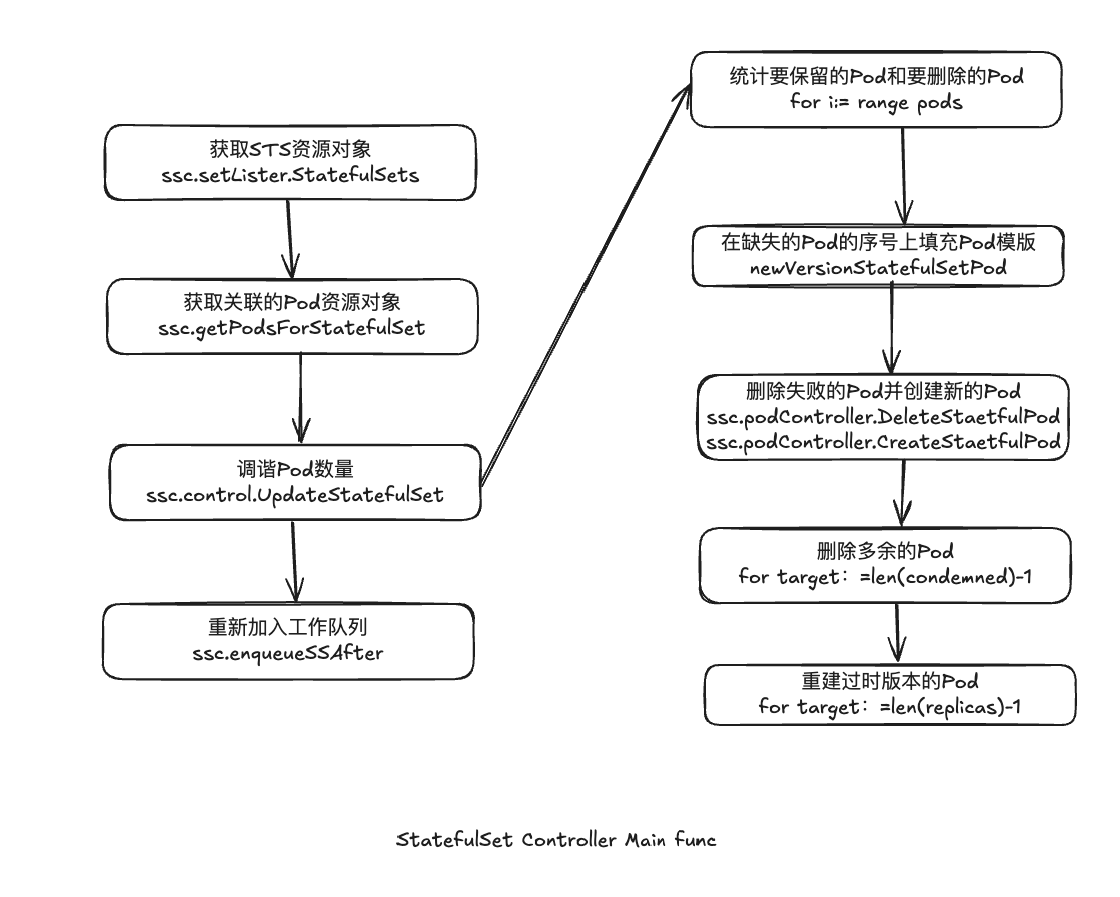 获取STS资源对象
ssc.setLister.StatefulSets
获取关联的Pod资源对象
ssc.getPodsForStatefulSet
调谐Pod数量
ssc.control.UpdateStatefulSet
重新加入工作队列
ssc.enqueueSSAfter
统计要保留的Pod和要删除的Pod
for i:= range pods
在缺失的Pod的序号上填充Pod模版
newVersionStatefulSetPod
删除失败的Pod并创建新的Pod
ssc.podController.DeleteStaetfulPod
ssc.podController.CreateStaetfulPod
删除多余的Pod
for target：=len(condemned)-1
重建过时版本的Pod
for target：=len(replicas)-1
StatefulSet Controller Main func